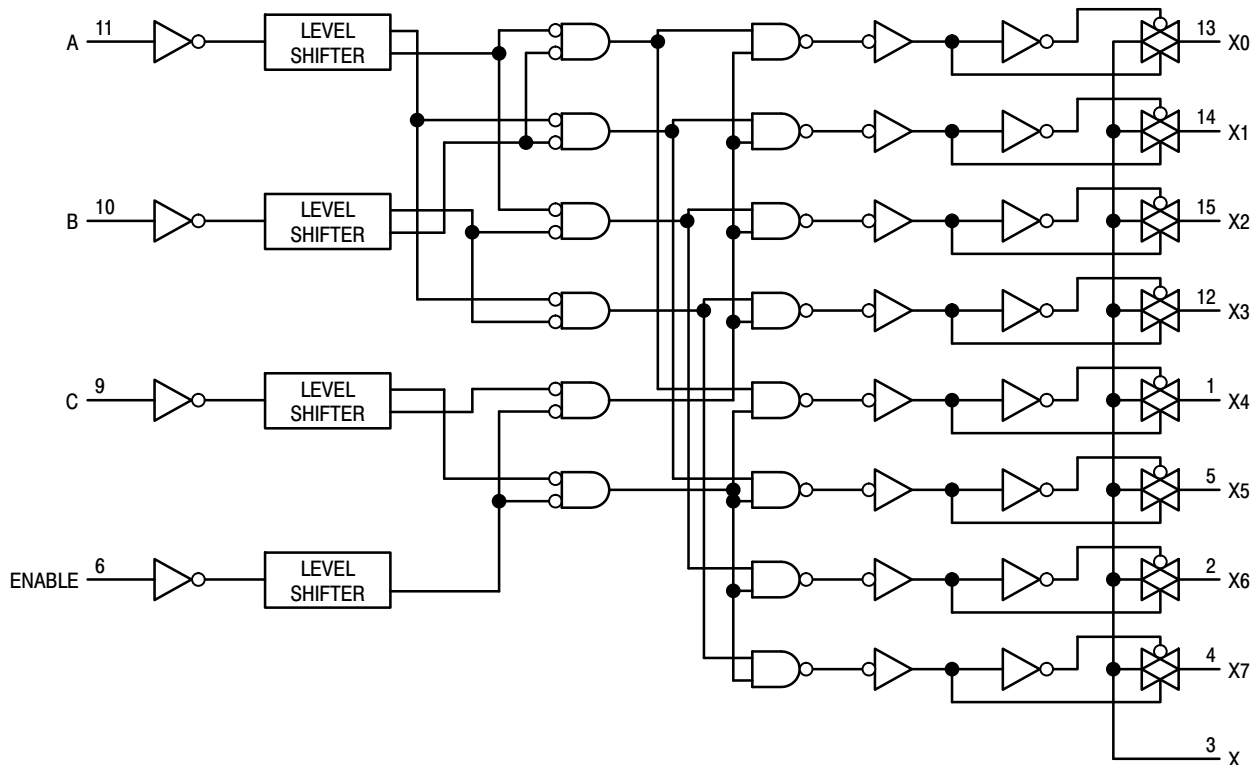 A 11 LEVEL SHIFTER 13 X0
14 X1
B 10 LEVEL SHIFTER 15 X2
12 X3
C 9 LEVEL SHIFTER 1 X4
5 X5
ENABLE 6 LEVEL SHIFTER 2 X6
4 X7
3 X